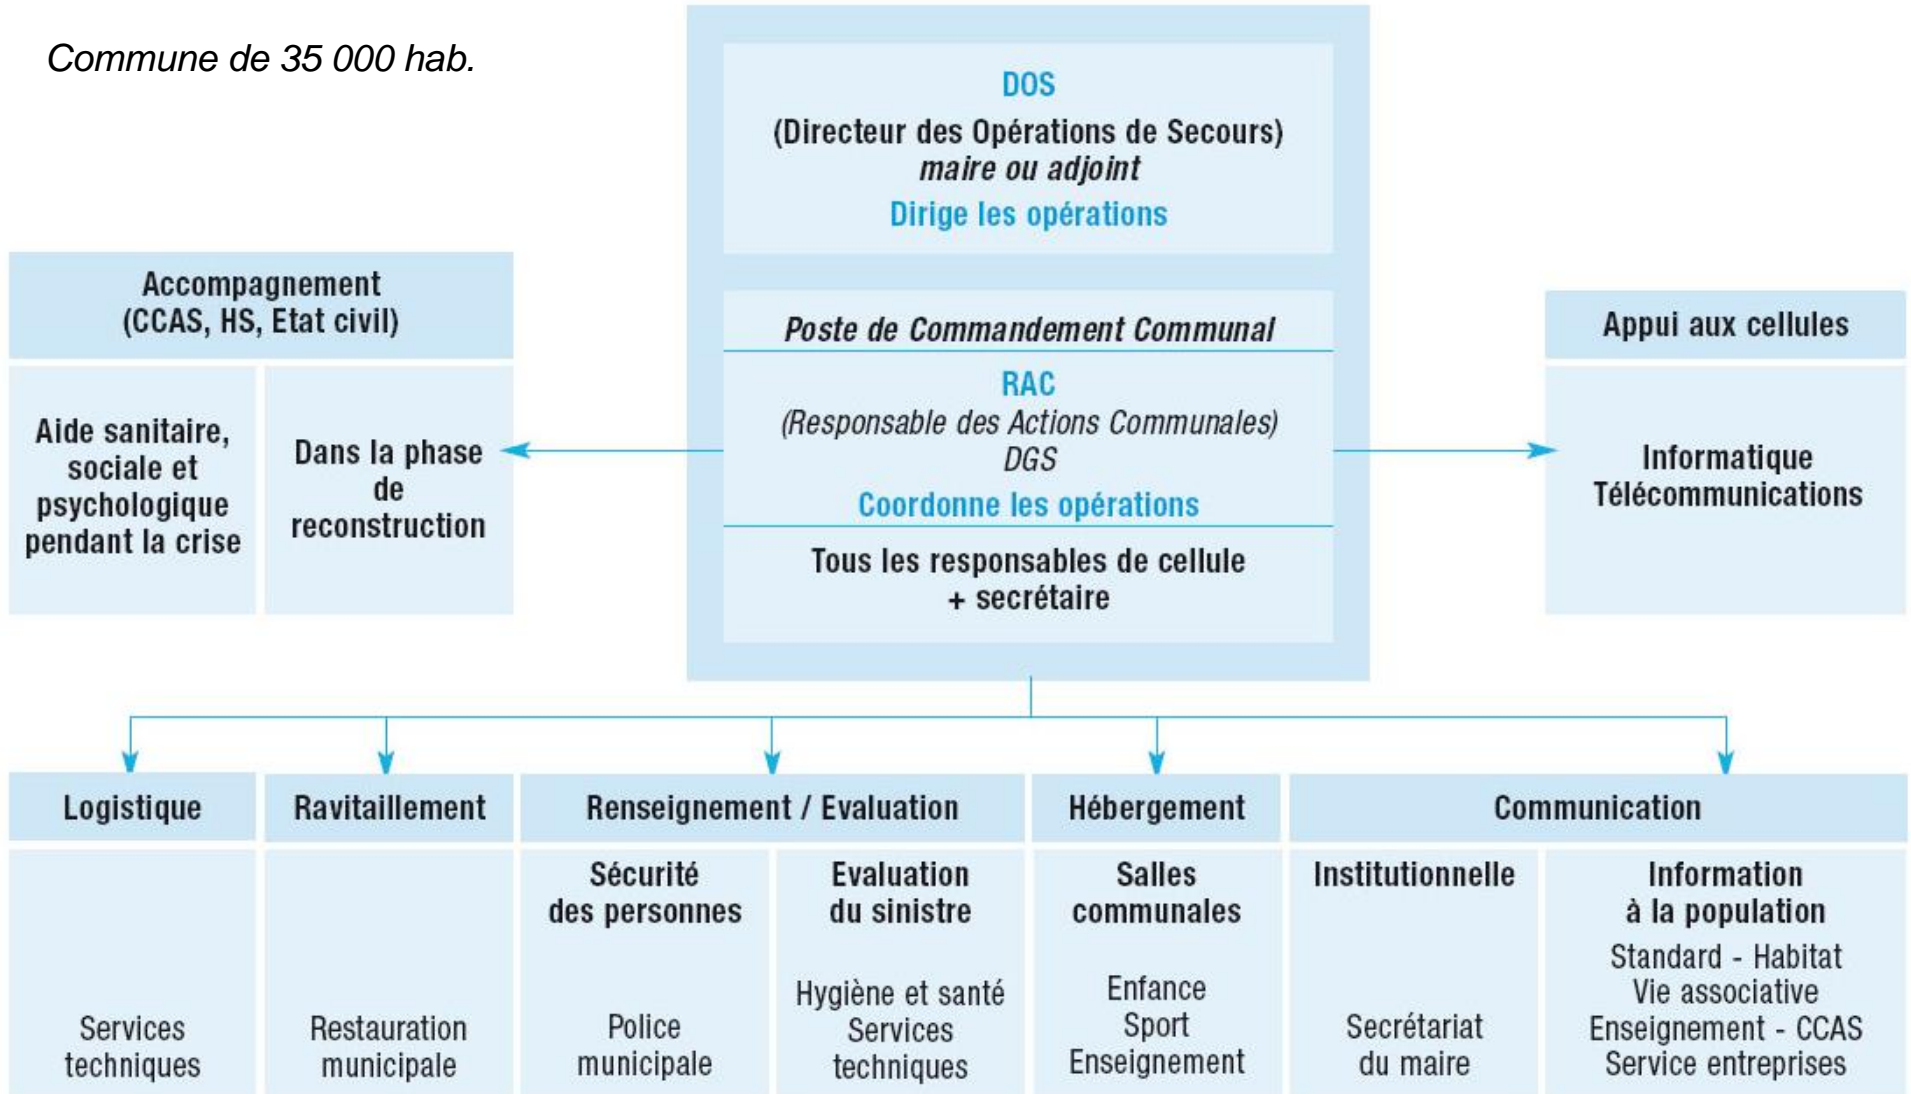 Commune de 35 000 hab.
DOS
(Directeur des Opérations de Secours)
maire ou adjoint
Dirige les opérations
Accompagnement
(CCAS, HS, Etat civil)
Aide sanitaire,
sociale et
psychologique
pendant la crise
Dans la phase
de
reconstruction
Poste de Commandement Communal
RAC
(Responsable des Actions Communales)
DGS
Coordonne les opérations
Tous les responsables de cellule
+ secrétaire
Appui aux cellules
Informatique
Télécommunications
Logistique
Services
techniques
Ravitaillement
Restauration
municipale
Renseignement / Evaluation
Sécurité
des personnes
Police
municipale
Evaluation
du sinistre
Hygiène et santé
Services
techniques
Hébergement
Salles
communales
Enfance
Sport
Enseignement
Communication
Institutionnelle
Secrétariat
du maire
Information
à la population
Standard - Habitat
Vie associative
Enseignement - CCAS
Service entreprises